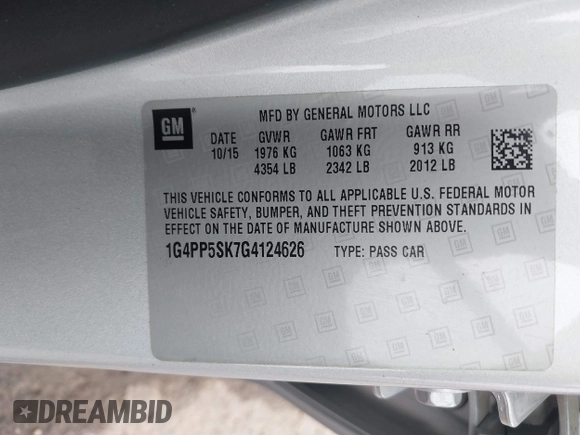 GM
MFD BY GENERAL MOTORS LLC
DATE GVWR GAWR FRT GAWR RR
10/15 1976 KG 1063 KG 913 KG
4354 LB 2342 LB 2012 LB
THIS VEHICLE CONFORMS TO ALL APPLICABLE U.S. FEDERAL MOTOR
VEHICLE SAFETY, BUMPER, AND THEFT PREVENTION STANDARDS IN
EFFECT ON THE DATE OF MANUFACTURE SHOWN ABOVE.
1G4PP5SK7G4124626 TYPE: PASS CAR
DREAMBID